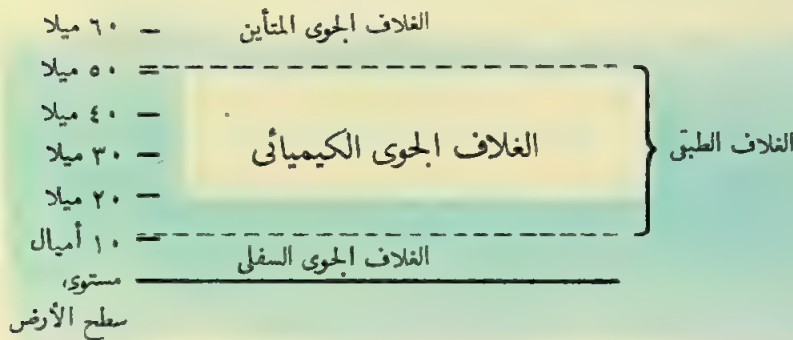 الغلاف الجوى المتأين
٦٠ ميلا
٥٠ ميلا
٤٠ ميلا
الغلاف الجوى الكيميائى
الغلاف الطبقى
٣٠ ميلا
٢٠ ميلا
١٠ أميال
الغلاف الجوى السفلى
مستوى
سطح الأرض